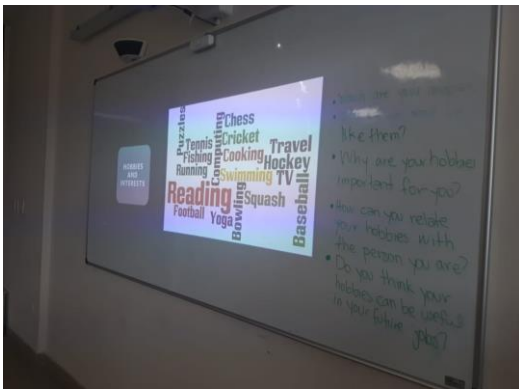 HOBBIES
AND
INTERESTS
Puzzles
Chess
Tennis
Computing
Cricket
Travel
Fishing
Cooking
Hockey
Running
Swimming
TV
Reading
Squash
Football
Yoga
Bowling
Baseball
like them?
• Why are your hobbies
important for you?
• How can you relate
your hobbies with
the person you are?
• Do you think your
hobbies can be useful
in your future jobs?